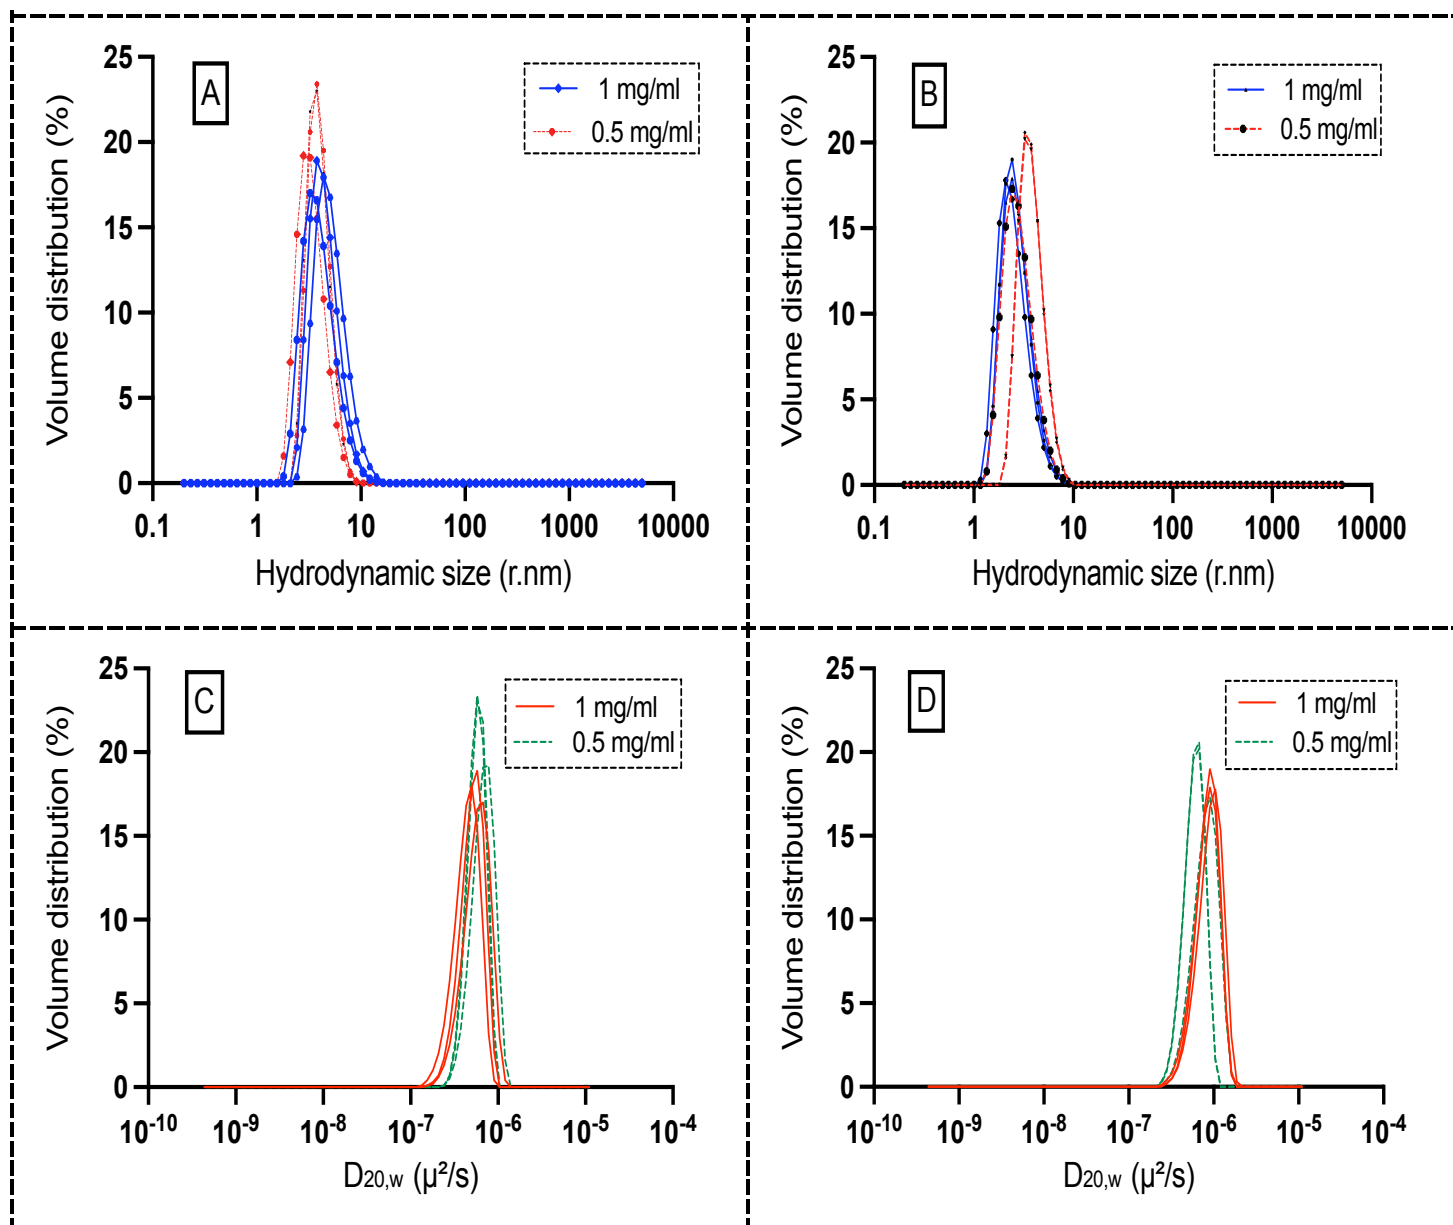 A
1 mg/ml
0.5 mg/ml
25
20
15
10
5
0
Volume distribution (%)
0.1 1 10 100 1000 10000
Hydrodynamic size (r.nm)
B
1 mg/ml
0.5 mg/ml
25
20
15
10
5
0
Volume distribution (%)
0.1 1 10 100 1000 10000
Hydrodynamic size (r.nm)
C
1 mg/ml
0.5 mg/ml
25
20
15
10
5
0
Volume distribution (%)
10⁻¹⁰ 10⁻⁹ 10⁻⁸ 10⁻⁷ 10⁻⁶ 10⁻⁵ 10⁻⁴
D₂₀,w (µ²/s)
D
1 mg/ml
0.5 mg/ml
25
20
15
10
5
0
Volume distribution (%)
10⁻¹⁰ 10⁻⁹ 10⁻⁸ 10⁻⁷ 10⁻⁶ 10⁻⁵ 10⁻⁴
D₂₀,w (µ²/s)